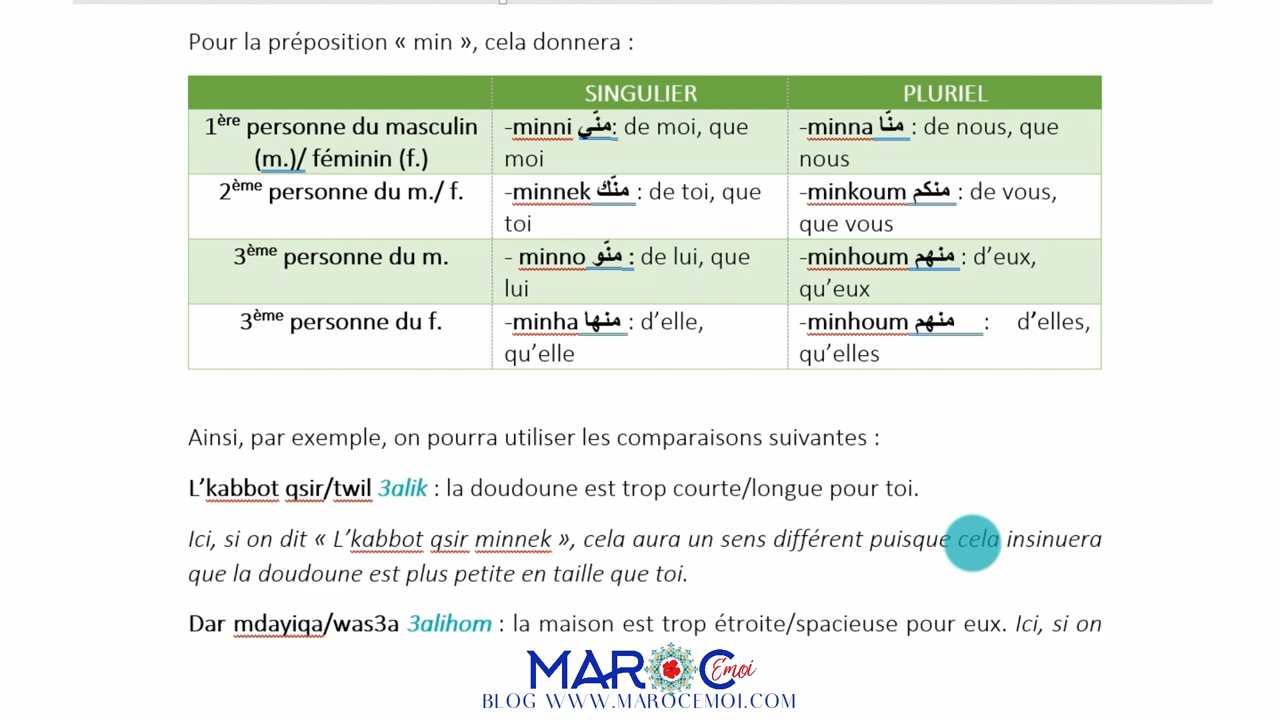 Pour la préposition « min », cela donnera :
SINGULIER PLURIEL
1ère personne du masculin (m.)/ féminin (f.) -minni منّي: de moi, que moi -minna منّا : de nous, que nous
2ème personne du m./ f. -minnek منّك : de toi, que toi -minkoum منكم : de vous, que vous
3ème personne du m. - minno منّو : de lui, que lui -minhoum منهم : d'eux, qu'eux
3ème personne du f. -minha منها : d'elle, qu'elle -minhoum منهم : d'elles, qu'elles
Ainsi, par exemple, on pourra utiliser les comparaisons suivantes :
L'kabbot qsir/twil 3alik : la doudoune est trop courte/longue pour toi.
Ici, si on dit « L'kabbot qsir minnek », cela aura un sens différent puisque cela insinuera
que la doudoune est plus petite en taille que toi.
Dar mdayiqa/was3a 3alihom : la maison est trop étroite/spacieuse pour eux. Ici, si on
MAROC Emoi
BLOG WWW.MAROCEMOI.COM